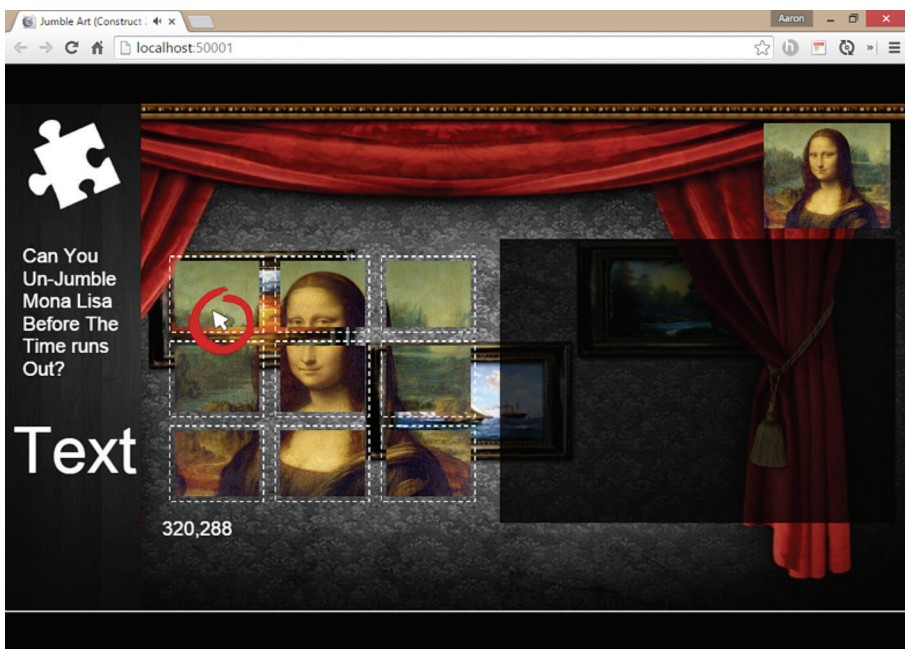 Jumble Art (Construct 2
Aaron
localhost:50001
Can You
Un-Jumble
Mona Lisa
Before The
Time runs
Out?
Text
320,288